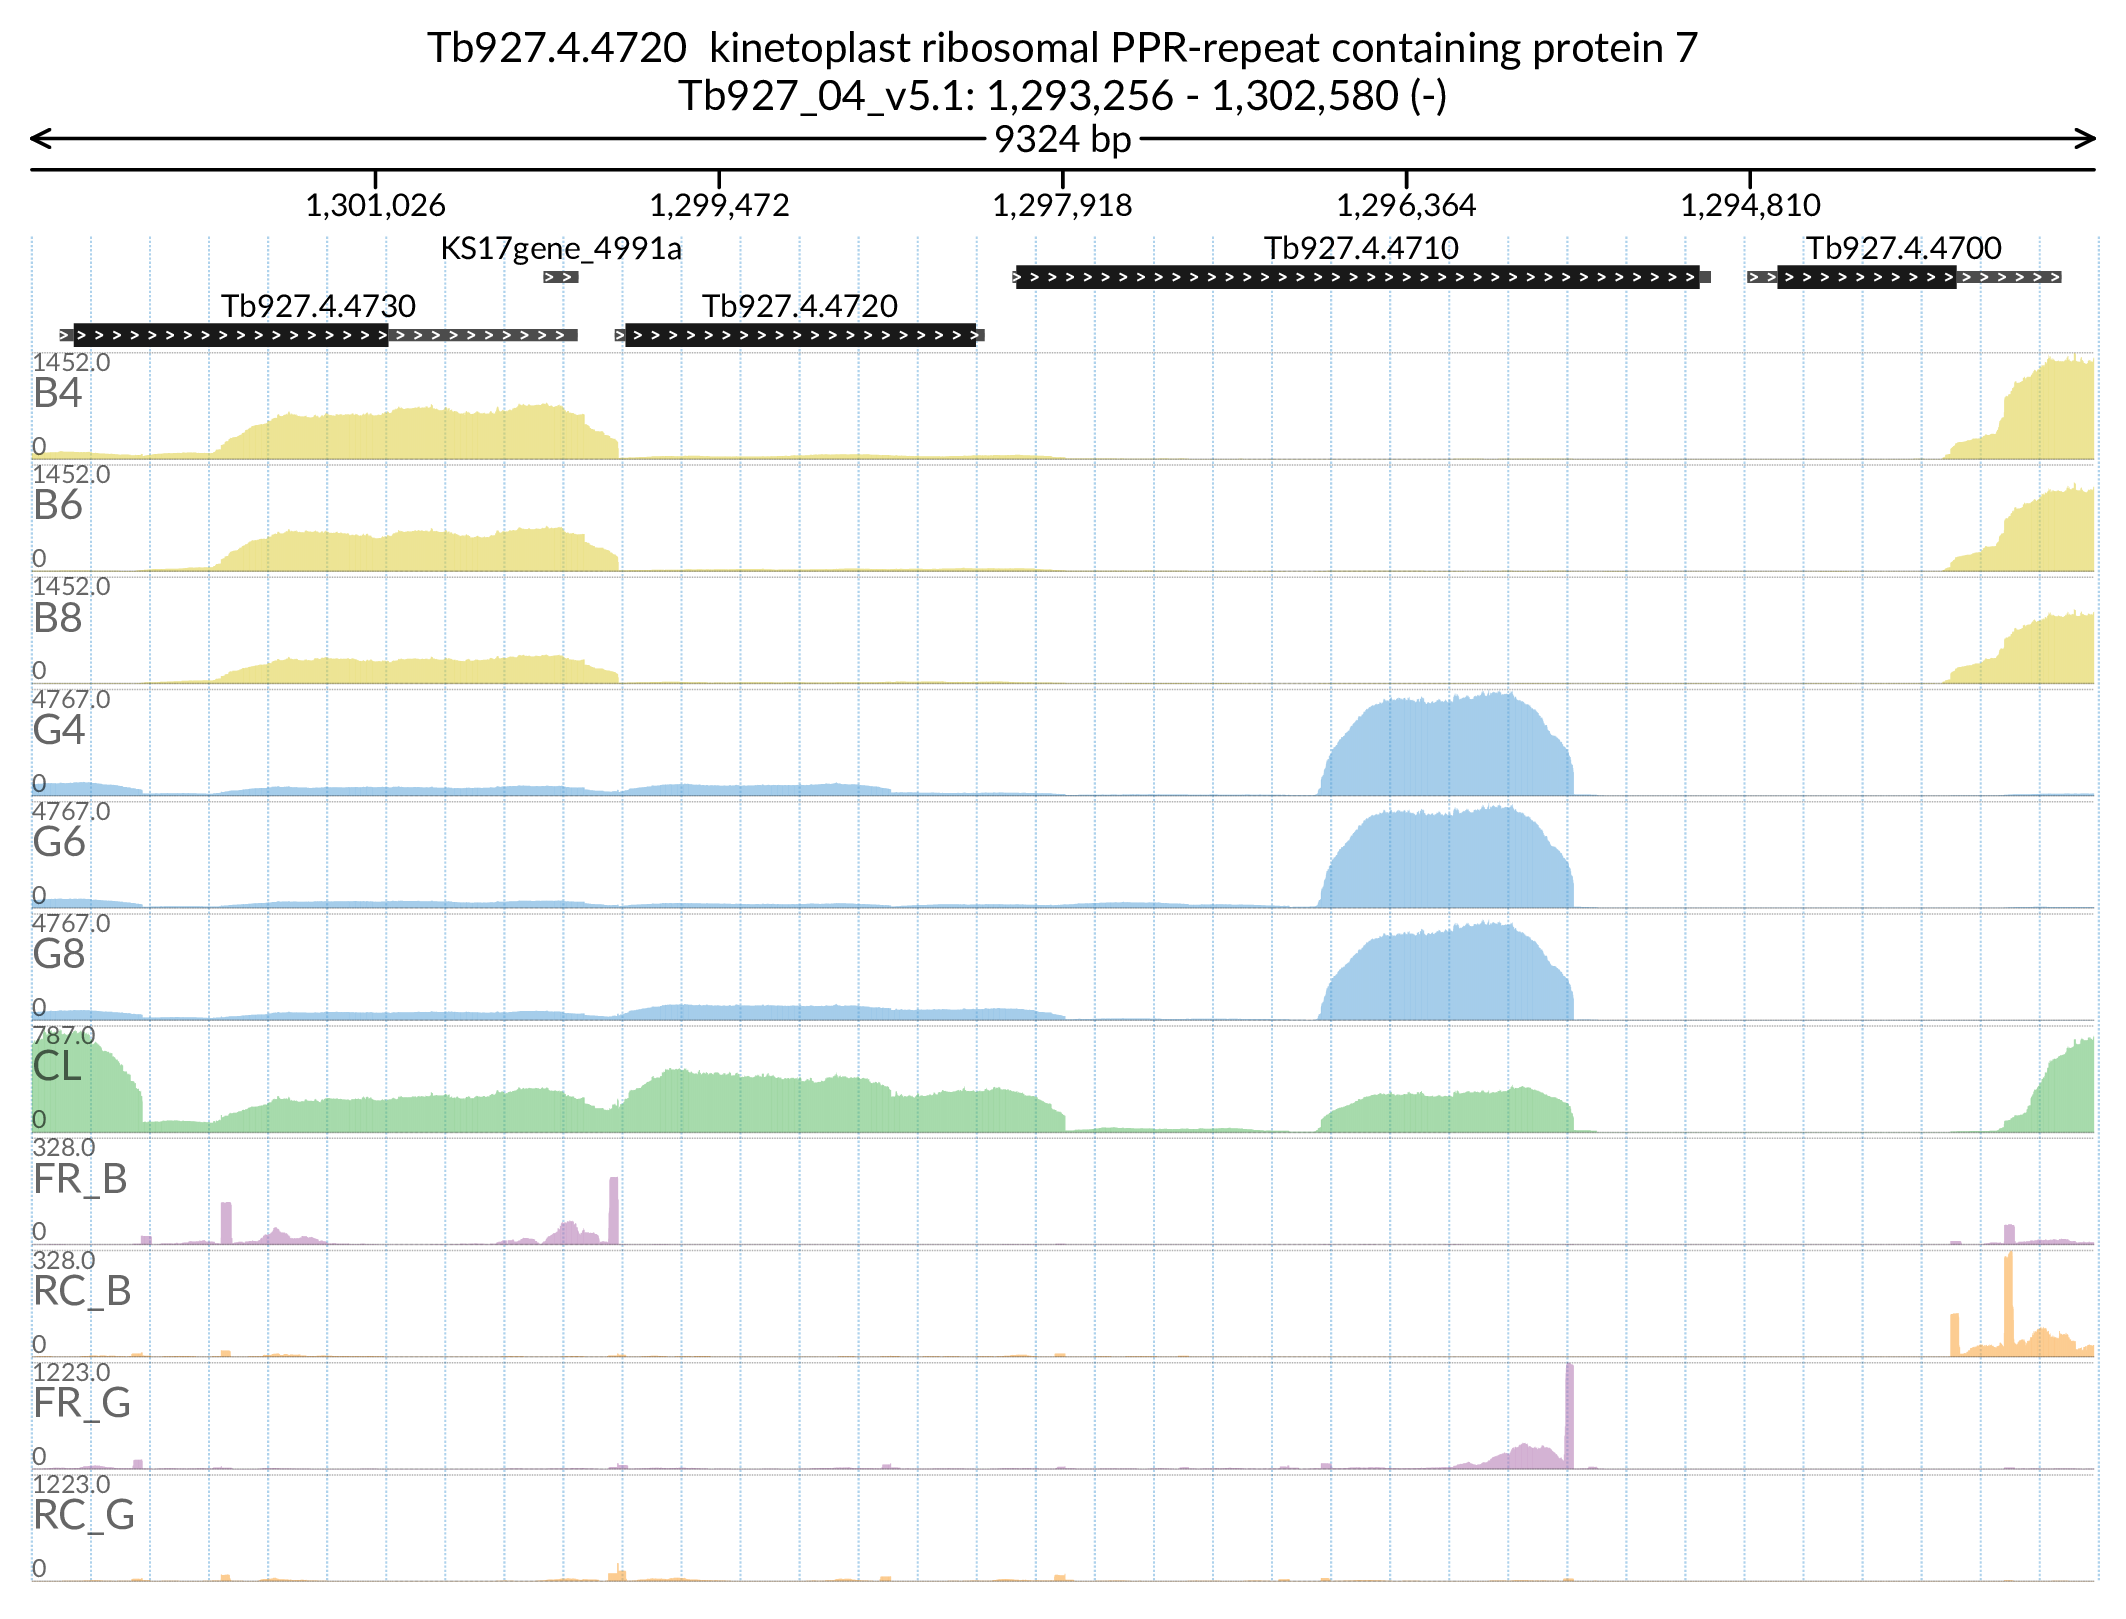 Tb927.4.4720  kinetoplast ribosomal PPR-repeat containing protein 7
Tb927_04_v5.1: 1,293,256 - 1,302,580 (-)
9324 bp
1,301,026 1,299,472 1,297,918 1,296,364 1,294,810
KS17gene_4991a Tb927.4.4710 Tb927.4.4700
Tb927.4.4730 Tb927.4.4720
1452.0
B4
0
1452.0
B6
0
1452.0
B8
0
4767.0
G4
0
4767.0
G6
0
4767.0
G8
0
787.0
CL
0
328.0
FR_B
0
328.0
RC_B
0
1223.0
FR_G
0
1223.0
RC_G
0